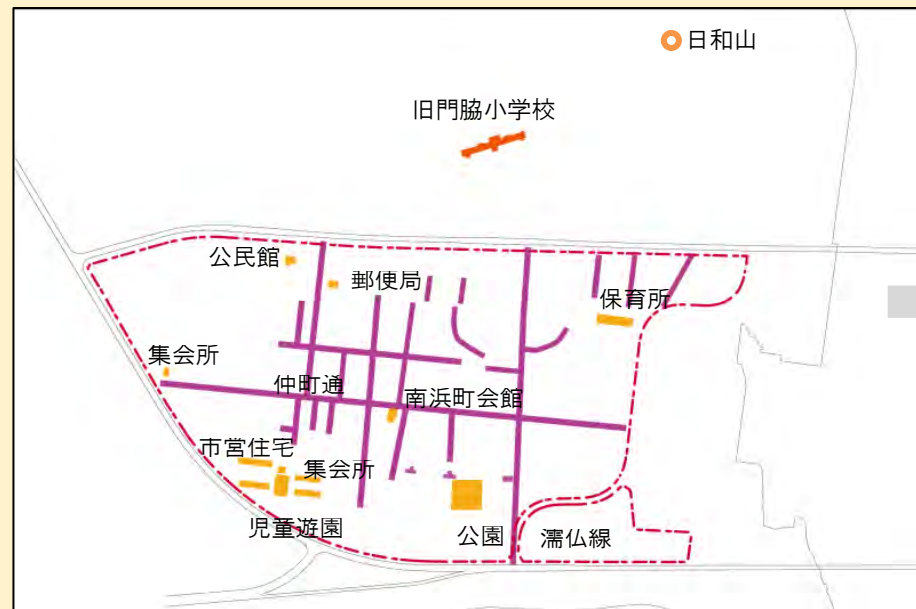 日和山
旧門脇小学校
公民館
郵便局
保育所
集会所
仲町通
南浜町会館
市営住宅
集会所
児童遊園
公園
濡仏線